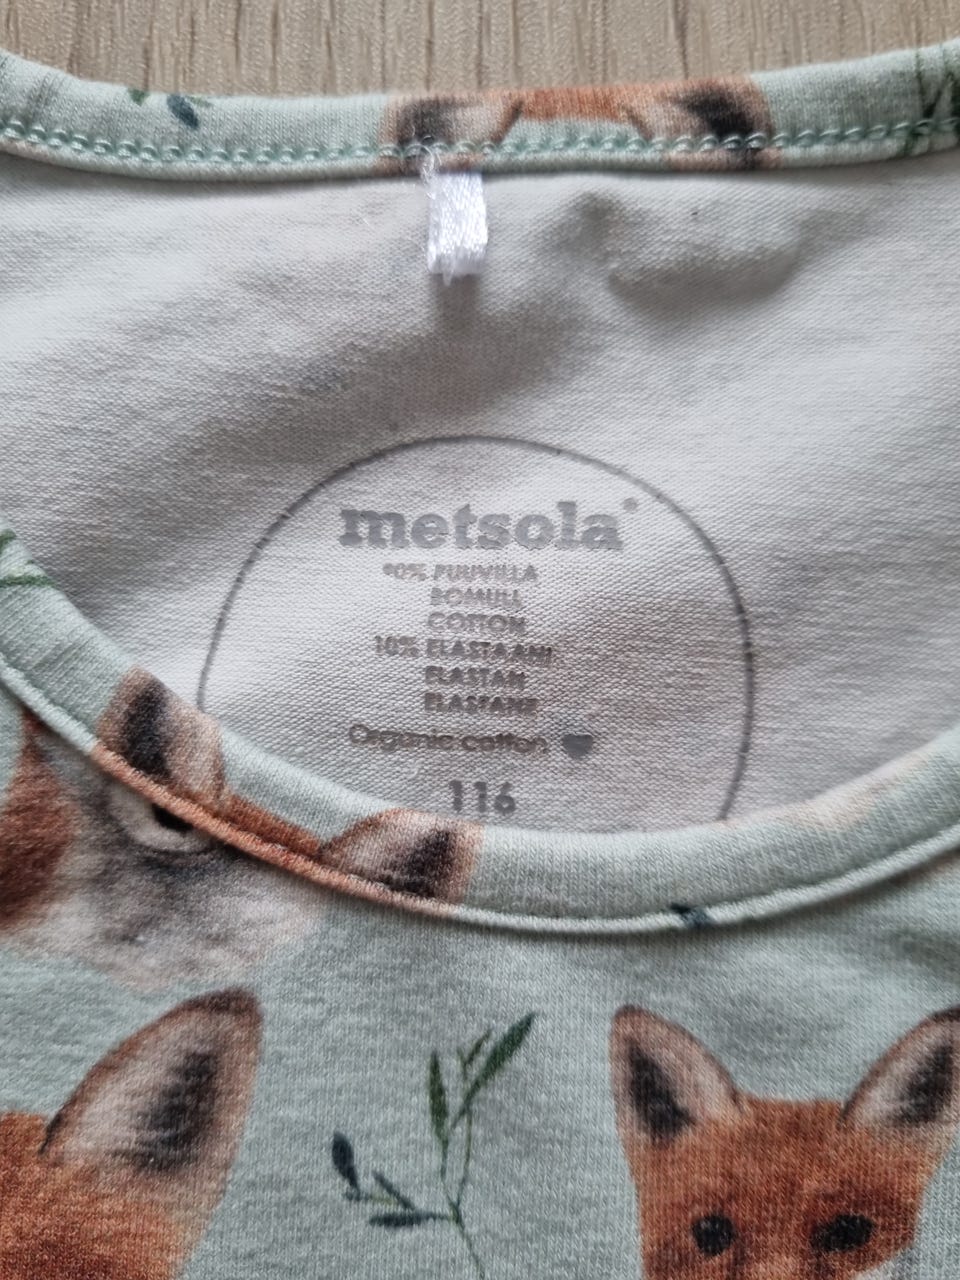 metsola®
90% PUUVILLA
BOMULL
COTTON
10% ELASTAANI
ELASTAN
ELASTANE
Organic cotton
116